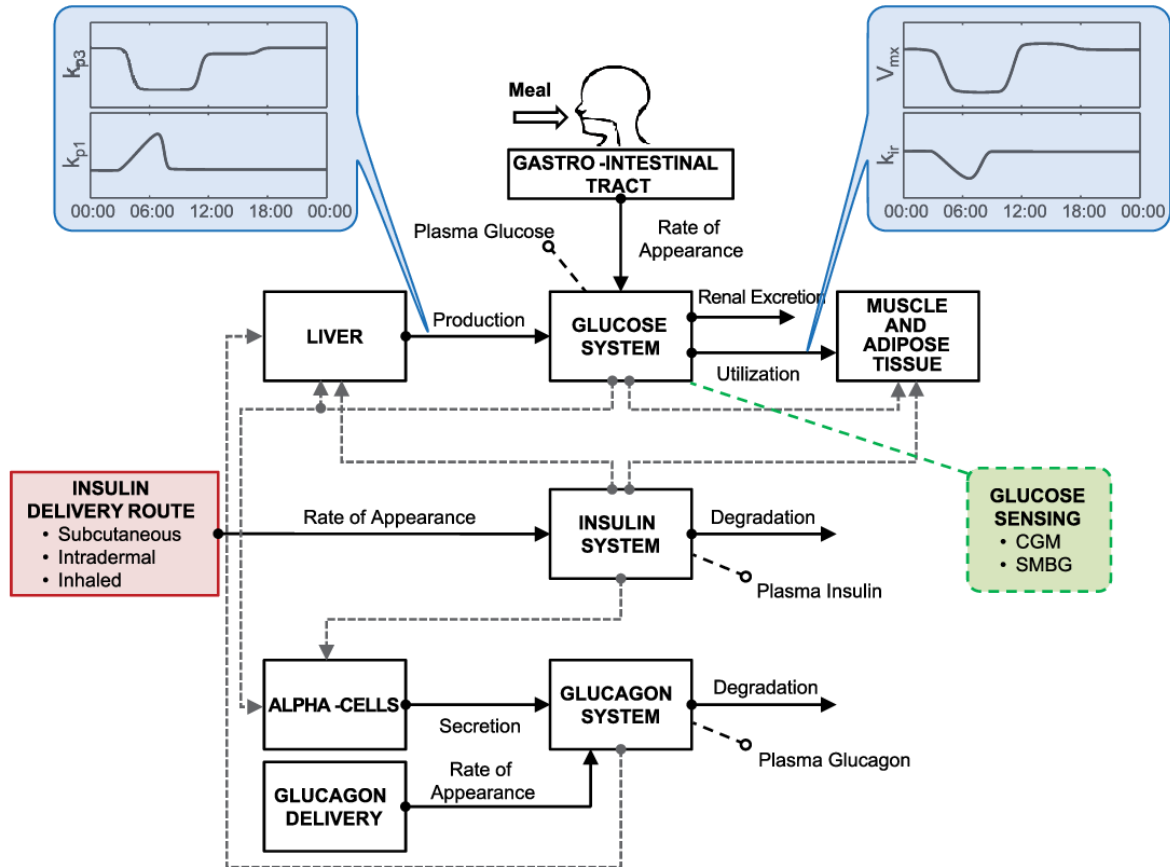 kp3
kp1
00:00 06:00 12:00 18:00 00:00
Vmx
kir
00:00 06:00 12:00 18:00 00:00
Meal
GASTRO -INTESTINAL
TRACT
Plasma Glucose
Rate of
Appearance
LIVER
Production
GLUCOSE
SYSTEM
Renal Excretion
Utilization
MUSCLE
AND
ADIPOSE
TISSUE
INSULIN
DELIVERY ROUTE
• Subcutaneous
• Intradermal
• Inhaled
Rate of Appearance
INSULIN
SYSTEM
Degradation
Plasma Insulin
GLUCOSE
SENSING
• CGM
• SMBG
ALPHA -CELLS
Secretion
GLUCAGON
SYSTEM
Degradation
Plasma Glucagon
GLUCAGON
DELIVERY
Rate of
Appearance